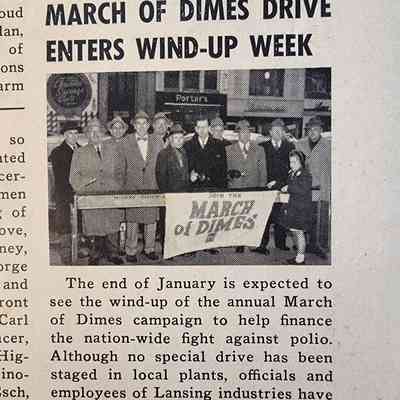 oud
lan,
of
ions
arm
so
ated
cer-
men
g of
ove,
ney,
orge
and
ront
Carl
ncer,
Hig-
ino-
Esch,
MARCH OF DIMES DRIVE
ENTERS WIND-UP WEEK
Porter's
JOIN THE
MARCH
of DIMES
The end of January is expected to
see the wind-up of the annual March
of Dimes campaign to help finance
the nation-wide fight against polio.
Although no special drive has been
staged in local plants, officials and
employees of Lansing industries have